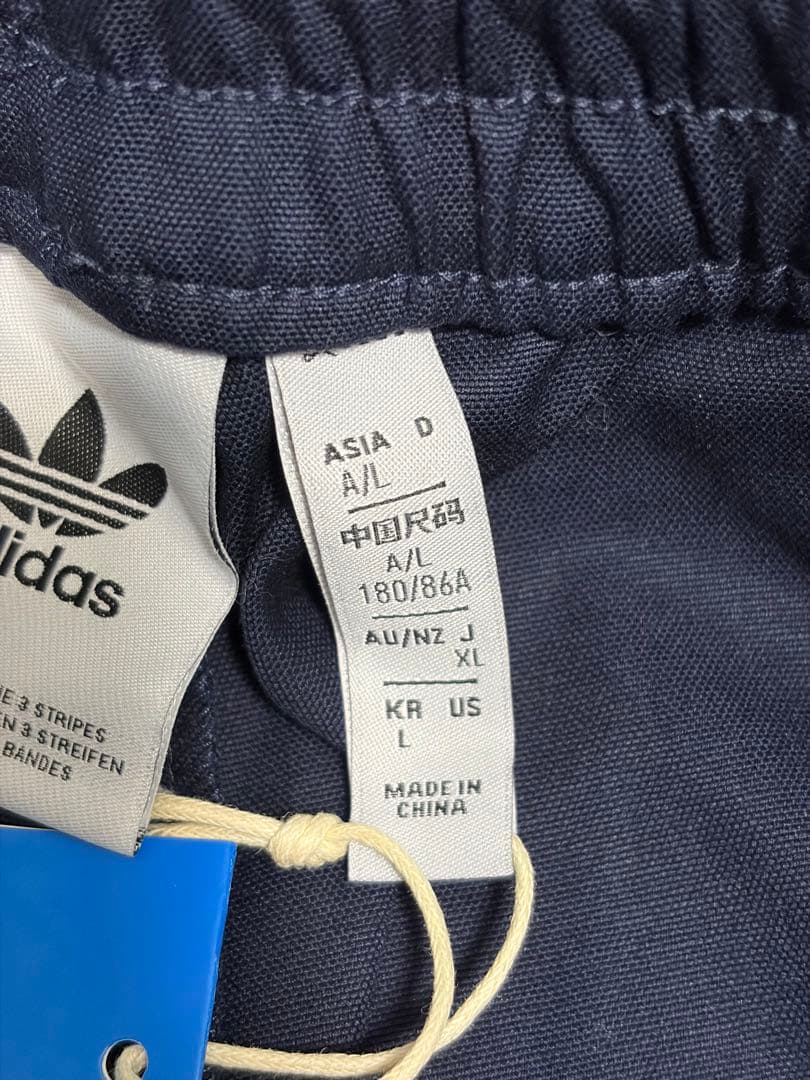 ASIA D
A/L
中国尺码
A/L
180/86A
AU/NZ J
XL
KR US
L
MADE IN
CHINA
3 STRIPES
3 STREIFEN
BANDES